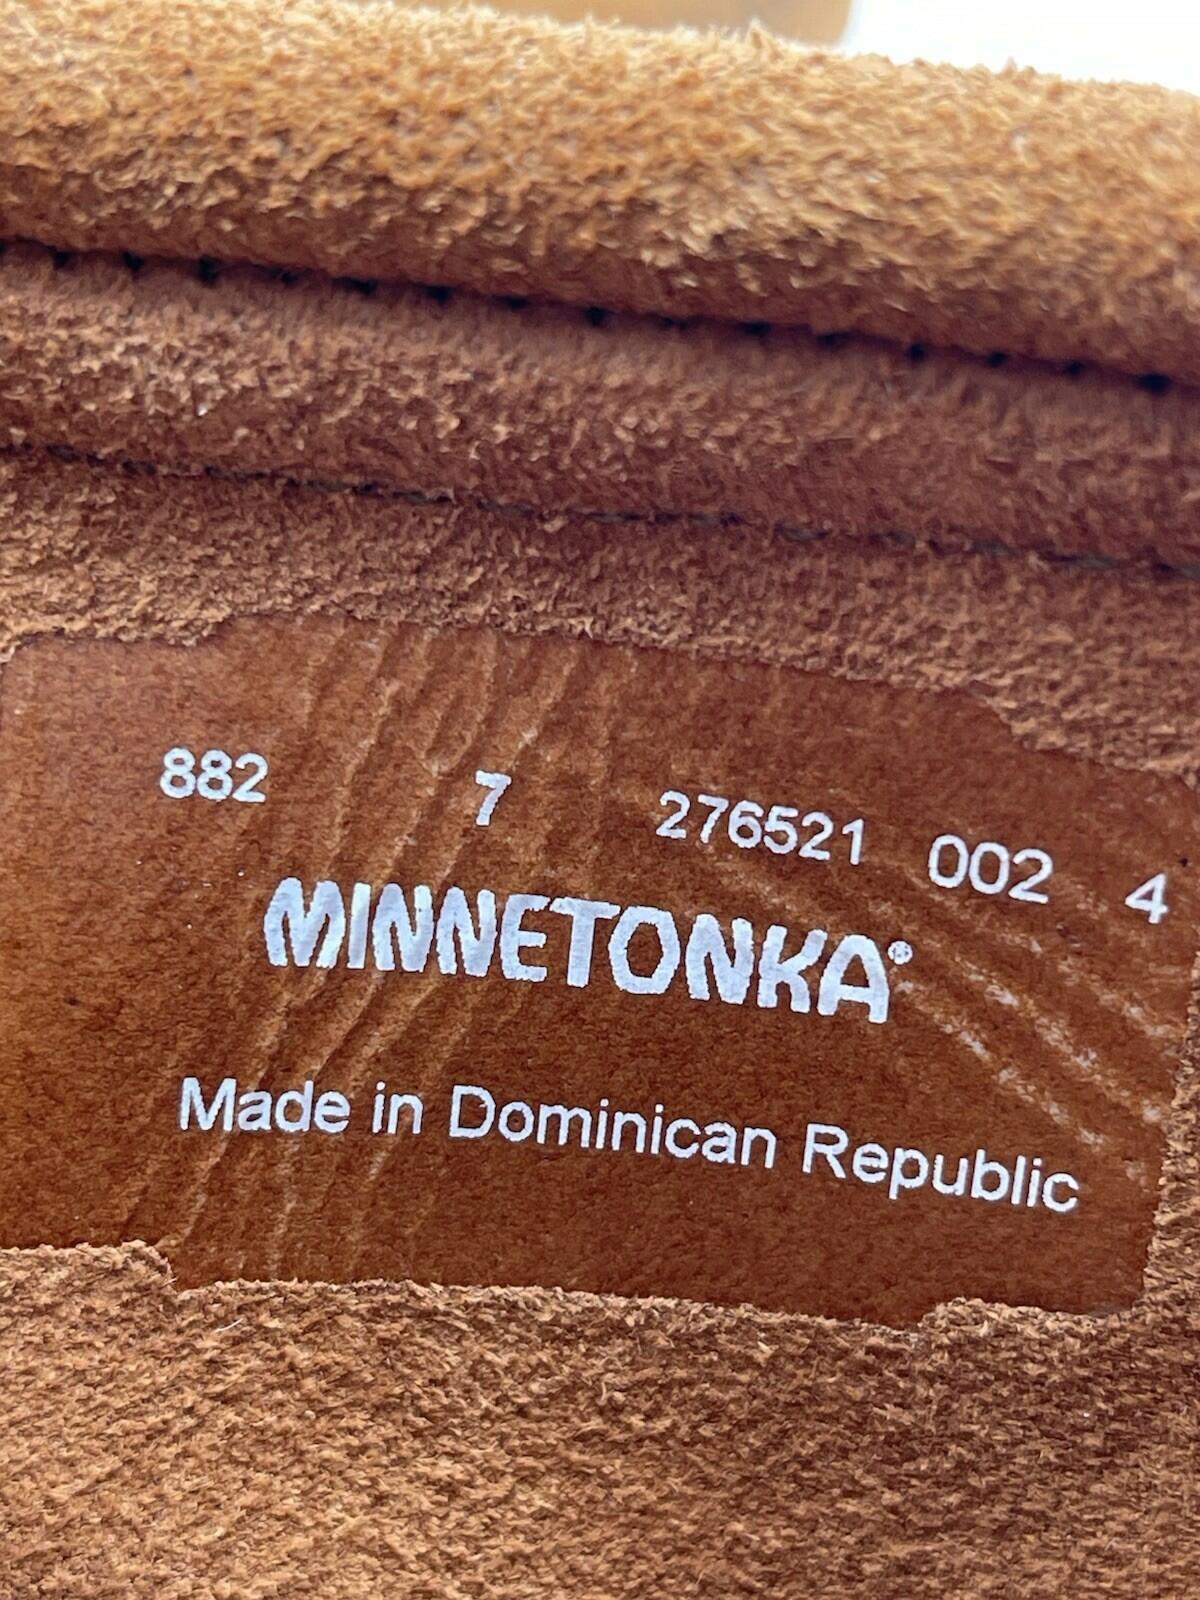 882 7 276521 002 4
MINNETONKA®
Made in Dominican Republic